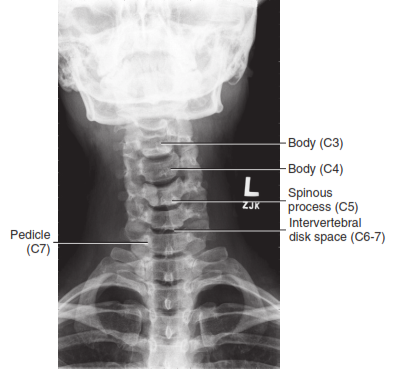 Body (C3)
Body (C4)
L
ZJK
Spinous
process (C5)
Intervertebral
disk space (C6-7)
Pedicle
(C7)